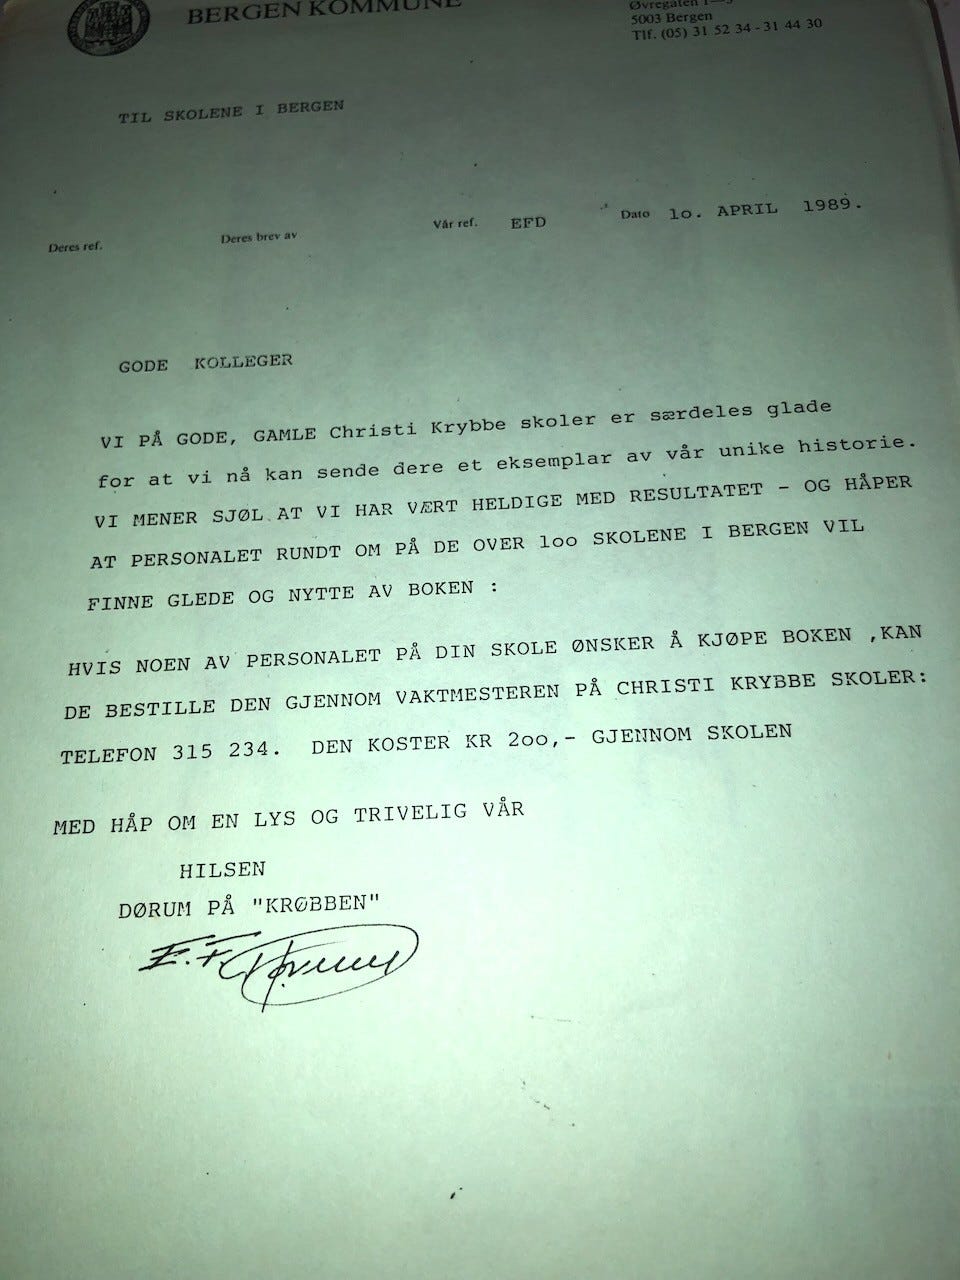 BERGEN KOMMUNE
Øvregaten 1—
5003 Bergen
Tlf. (05) 31 52 34 - 31 44 30
TIL SKOLENE I BERGEN
Deres ref.
Deres brev av
Vår ref. EFD
Dato 1o. APRIL 1989.
GODE KOLLEGER
VI PÅ GODE, GAMLE Christi Krybbe skoler er særdeles glade
for at vi nå kan sende dere et eksemplar av vår unike historie.
VI MENER SJØL AT VI HAR VÆRT HELDIGE MED RESULTATET - OG HÅPER
AT PERSONALET RUNDT OM PÅ DE OVER 1oo SKOLENE I BERGEN VIL
FINNE GLEDE OG NYTTE AV BOKEN :
HVIS NOEN AV PERSONALET PÅ DIN SKOLE ØNSKER Å KJØPE BOKEN ,KAN
DE BESTILLE DEN GJENNOM VAKTMESTEREN PÅ CHRISTI KRYBBE SKOLER:
TELEFON 315 234. DEN KOSTER KR 2oo,- GJENNOM SKOLEN
MED HÅP OM EN LYS OG TRIVELIG VÅR
HILSEN
DØRUM PÅ "KRØBBEN"
E.F. Dørum